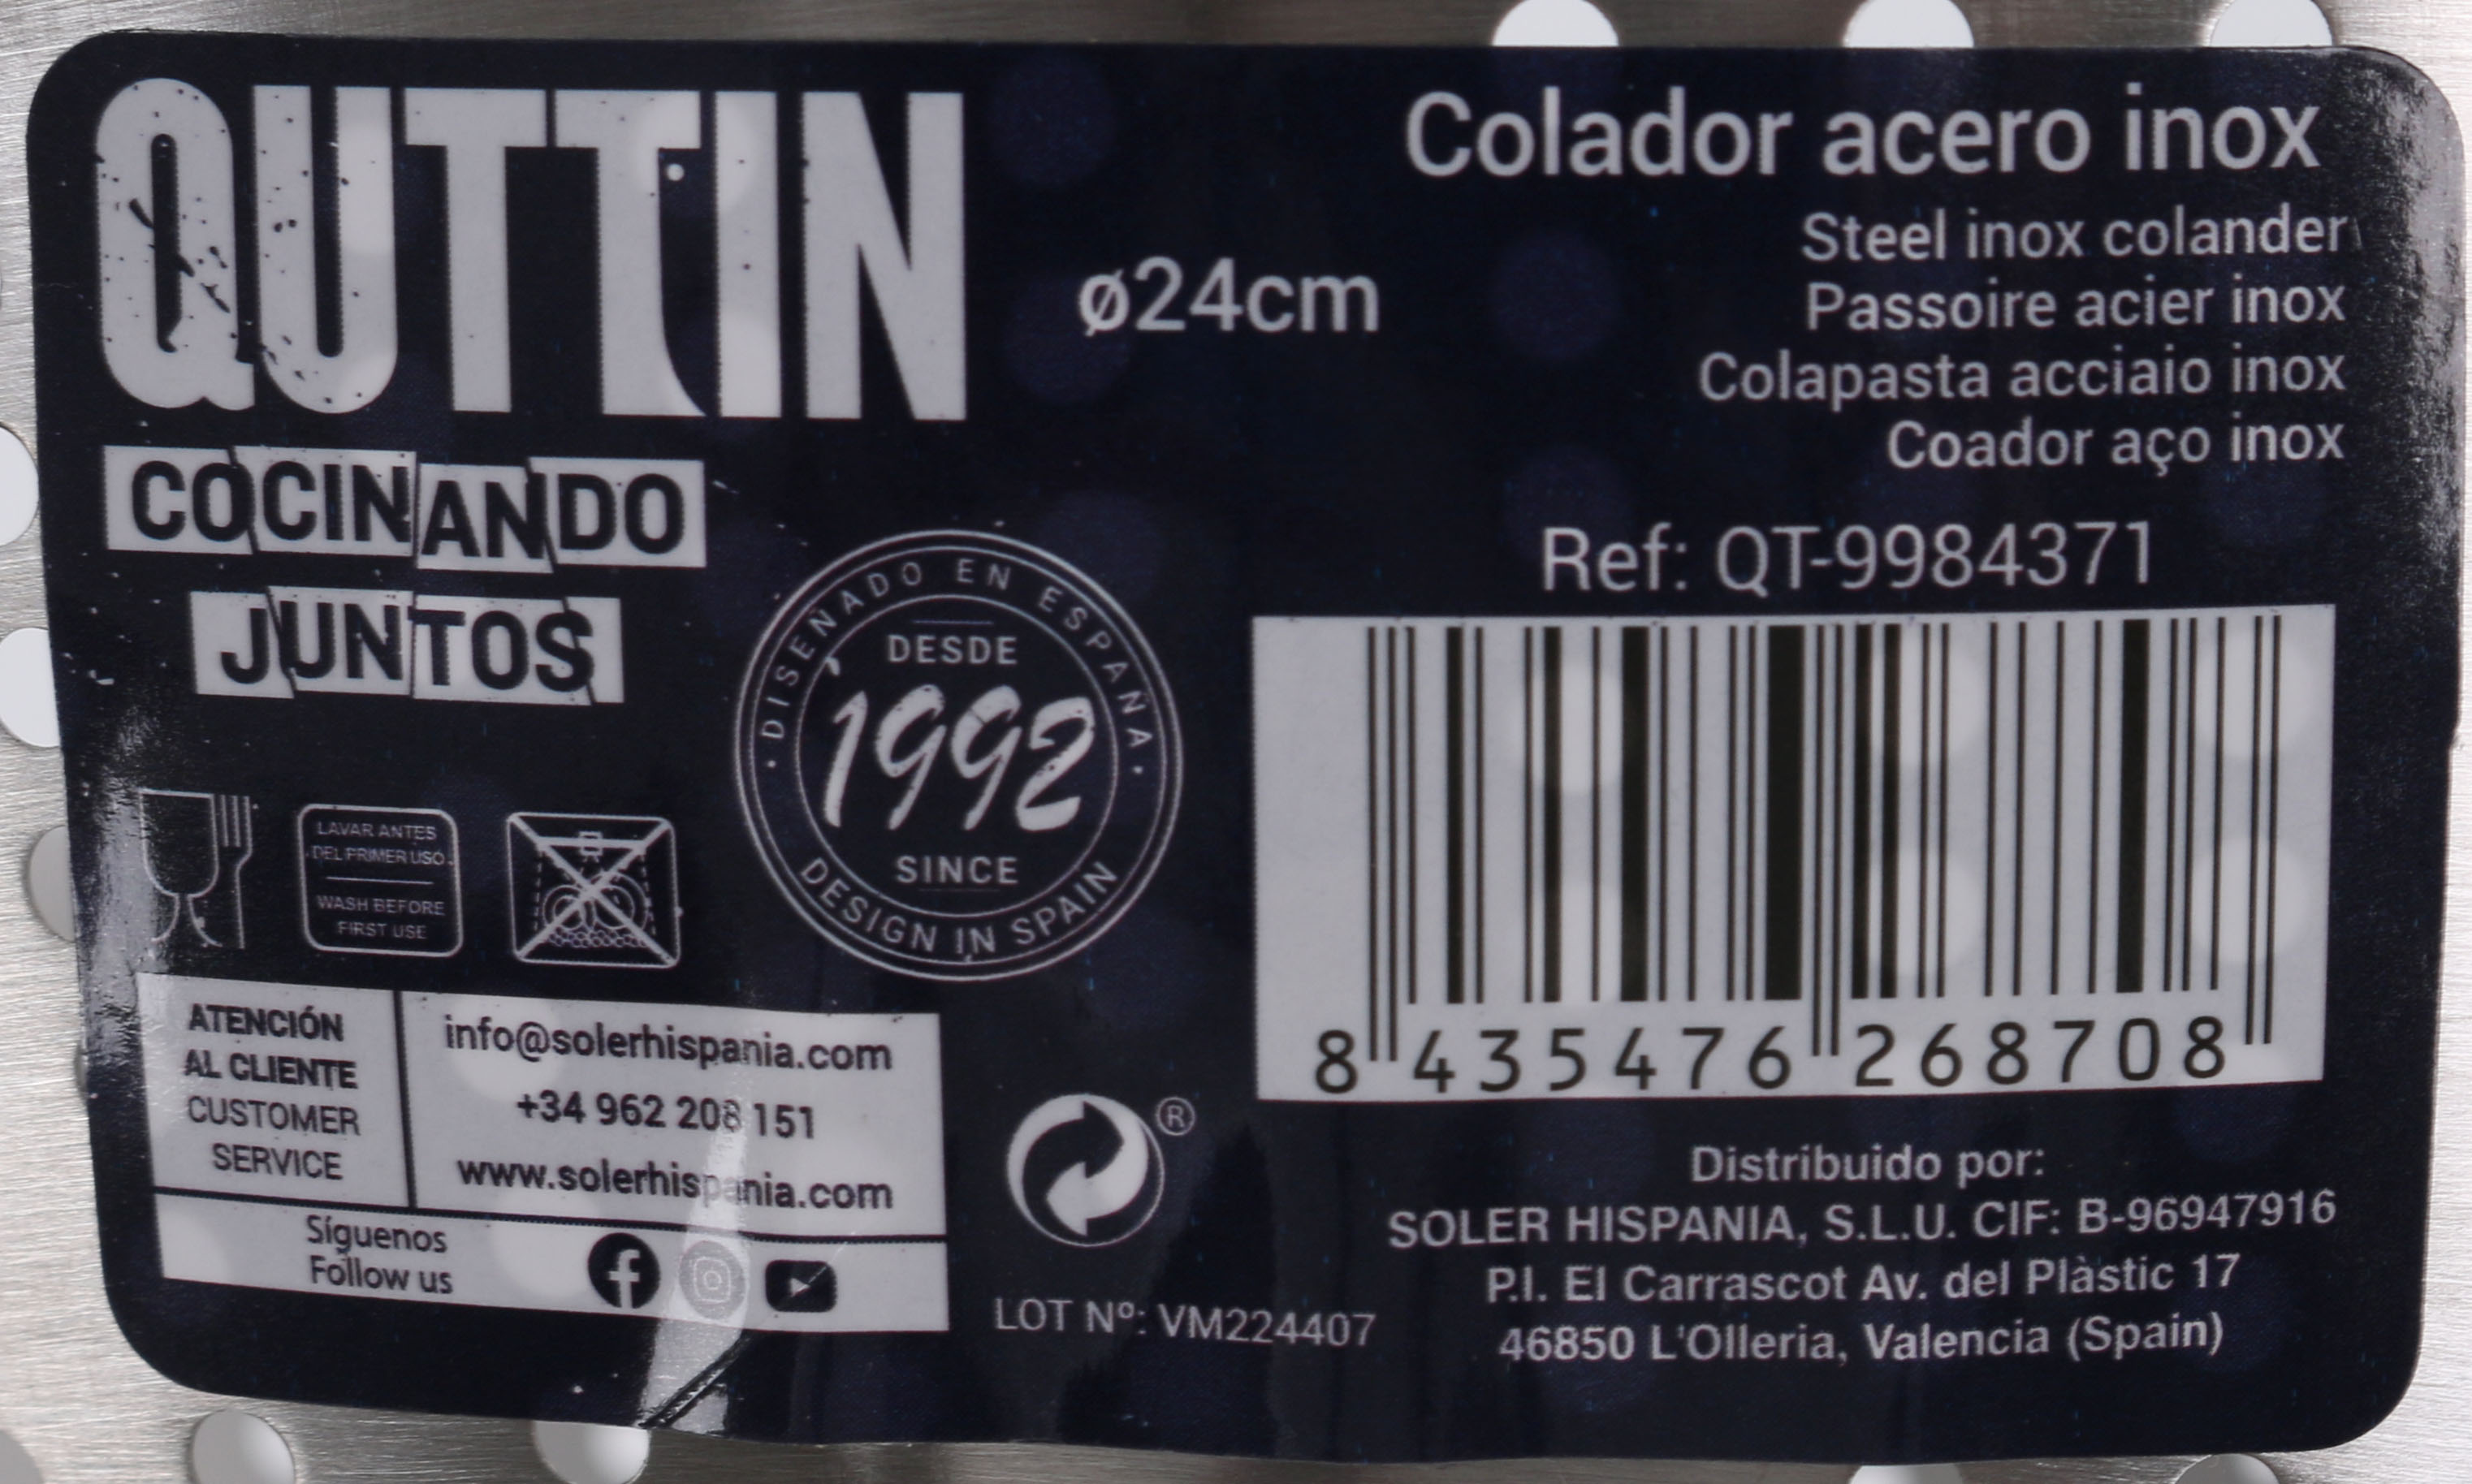 QUTTIN
COCINANDO
JUNTOS
ø24cm
Colador acero inox
Steel inox colander
Passoire acier inox
Colapasta acciaio inox
Coador aço inox
Ref: QT-9984371
8 435476 268708
DISEÑADO EN ESPAÑA
DESDE
1992
SINCE
DESIGN IN SPAIN
LAVAR ANTES
DEL PRIMER USO
WASH BEFORE
FIRST USE
ATENCIÓN
AL CLIENTE
CUSTOMER
SERVICE
info@solerhispania.com
+34 962 208 151
www.solerhispania.com
Síguenos
Follow us
®
LOT Nº: VM224407
Distribuido por:
SOLER HISPANIA, S.L.U. CIF: B-96947916
P.I. El Carrascot Av. del Plàstic 17
46850 L'Olleria, Valencia (Spain)